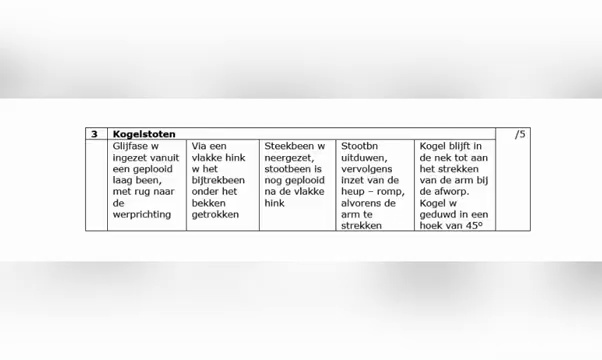 3 Kogelstoten /5
Glijfase w
ingezet vanuit
een geplooid
laag been,
met rug naar
de
werprichting
Via een
vlakke hink
w het
bijtrekbeen
onder het
bekken
getrokken
Steekbeen w
neergezet,
stootbeen is
nog geplooid
na de vlakke
hink
Stootbn
uitduwen,
vervolgens
inzet van de
heup – romp,
alvorens de
arm te
strekken
Kogel blijft in
de nek tot aan
het strekken
van de arm bij
de afworp.
Kogel w
geduwd in een
hoek van 45º